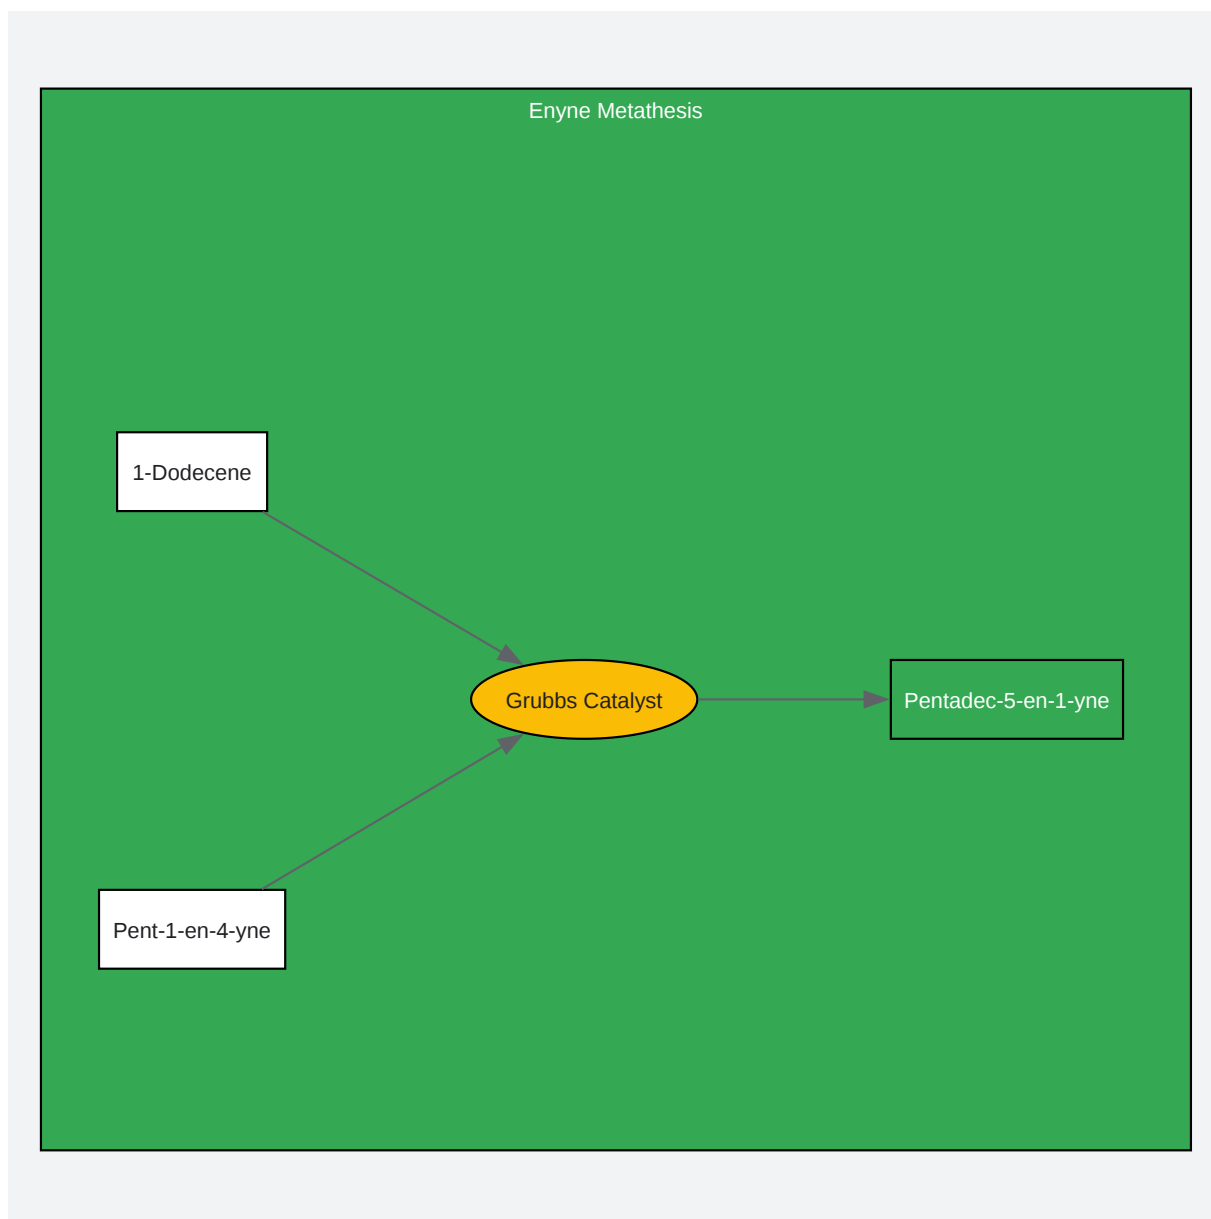 Enyne Metathesis
1-Dodecene
Grubbs Catalyst
Pentadec-5-en-1-yne
Pent-1-en-4-yne